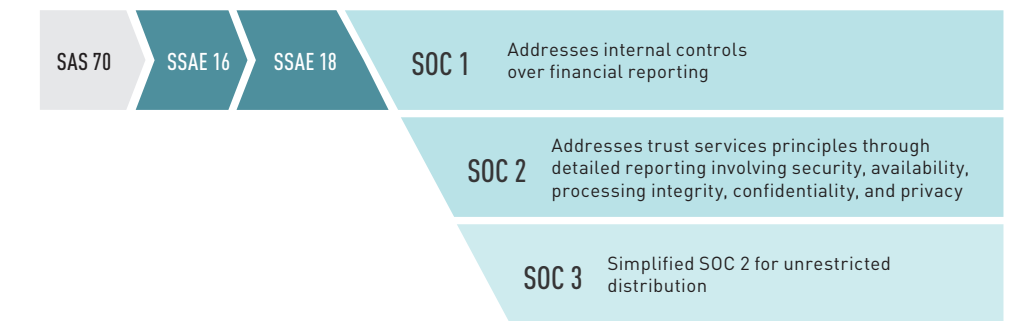 SAS 70
SSAE 16
SSAE 18
SOC 1
Addresses internal controls
over financial reporting
SOC 2
Addresses trust services principles through
detailed reporting involving security, availability,
processing integrity, confidentiality, and privacy
SOC 3
Simplified SOC 2 for unrestricted
distribution